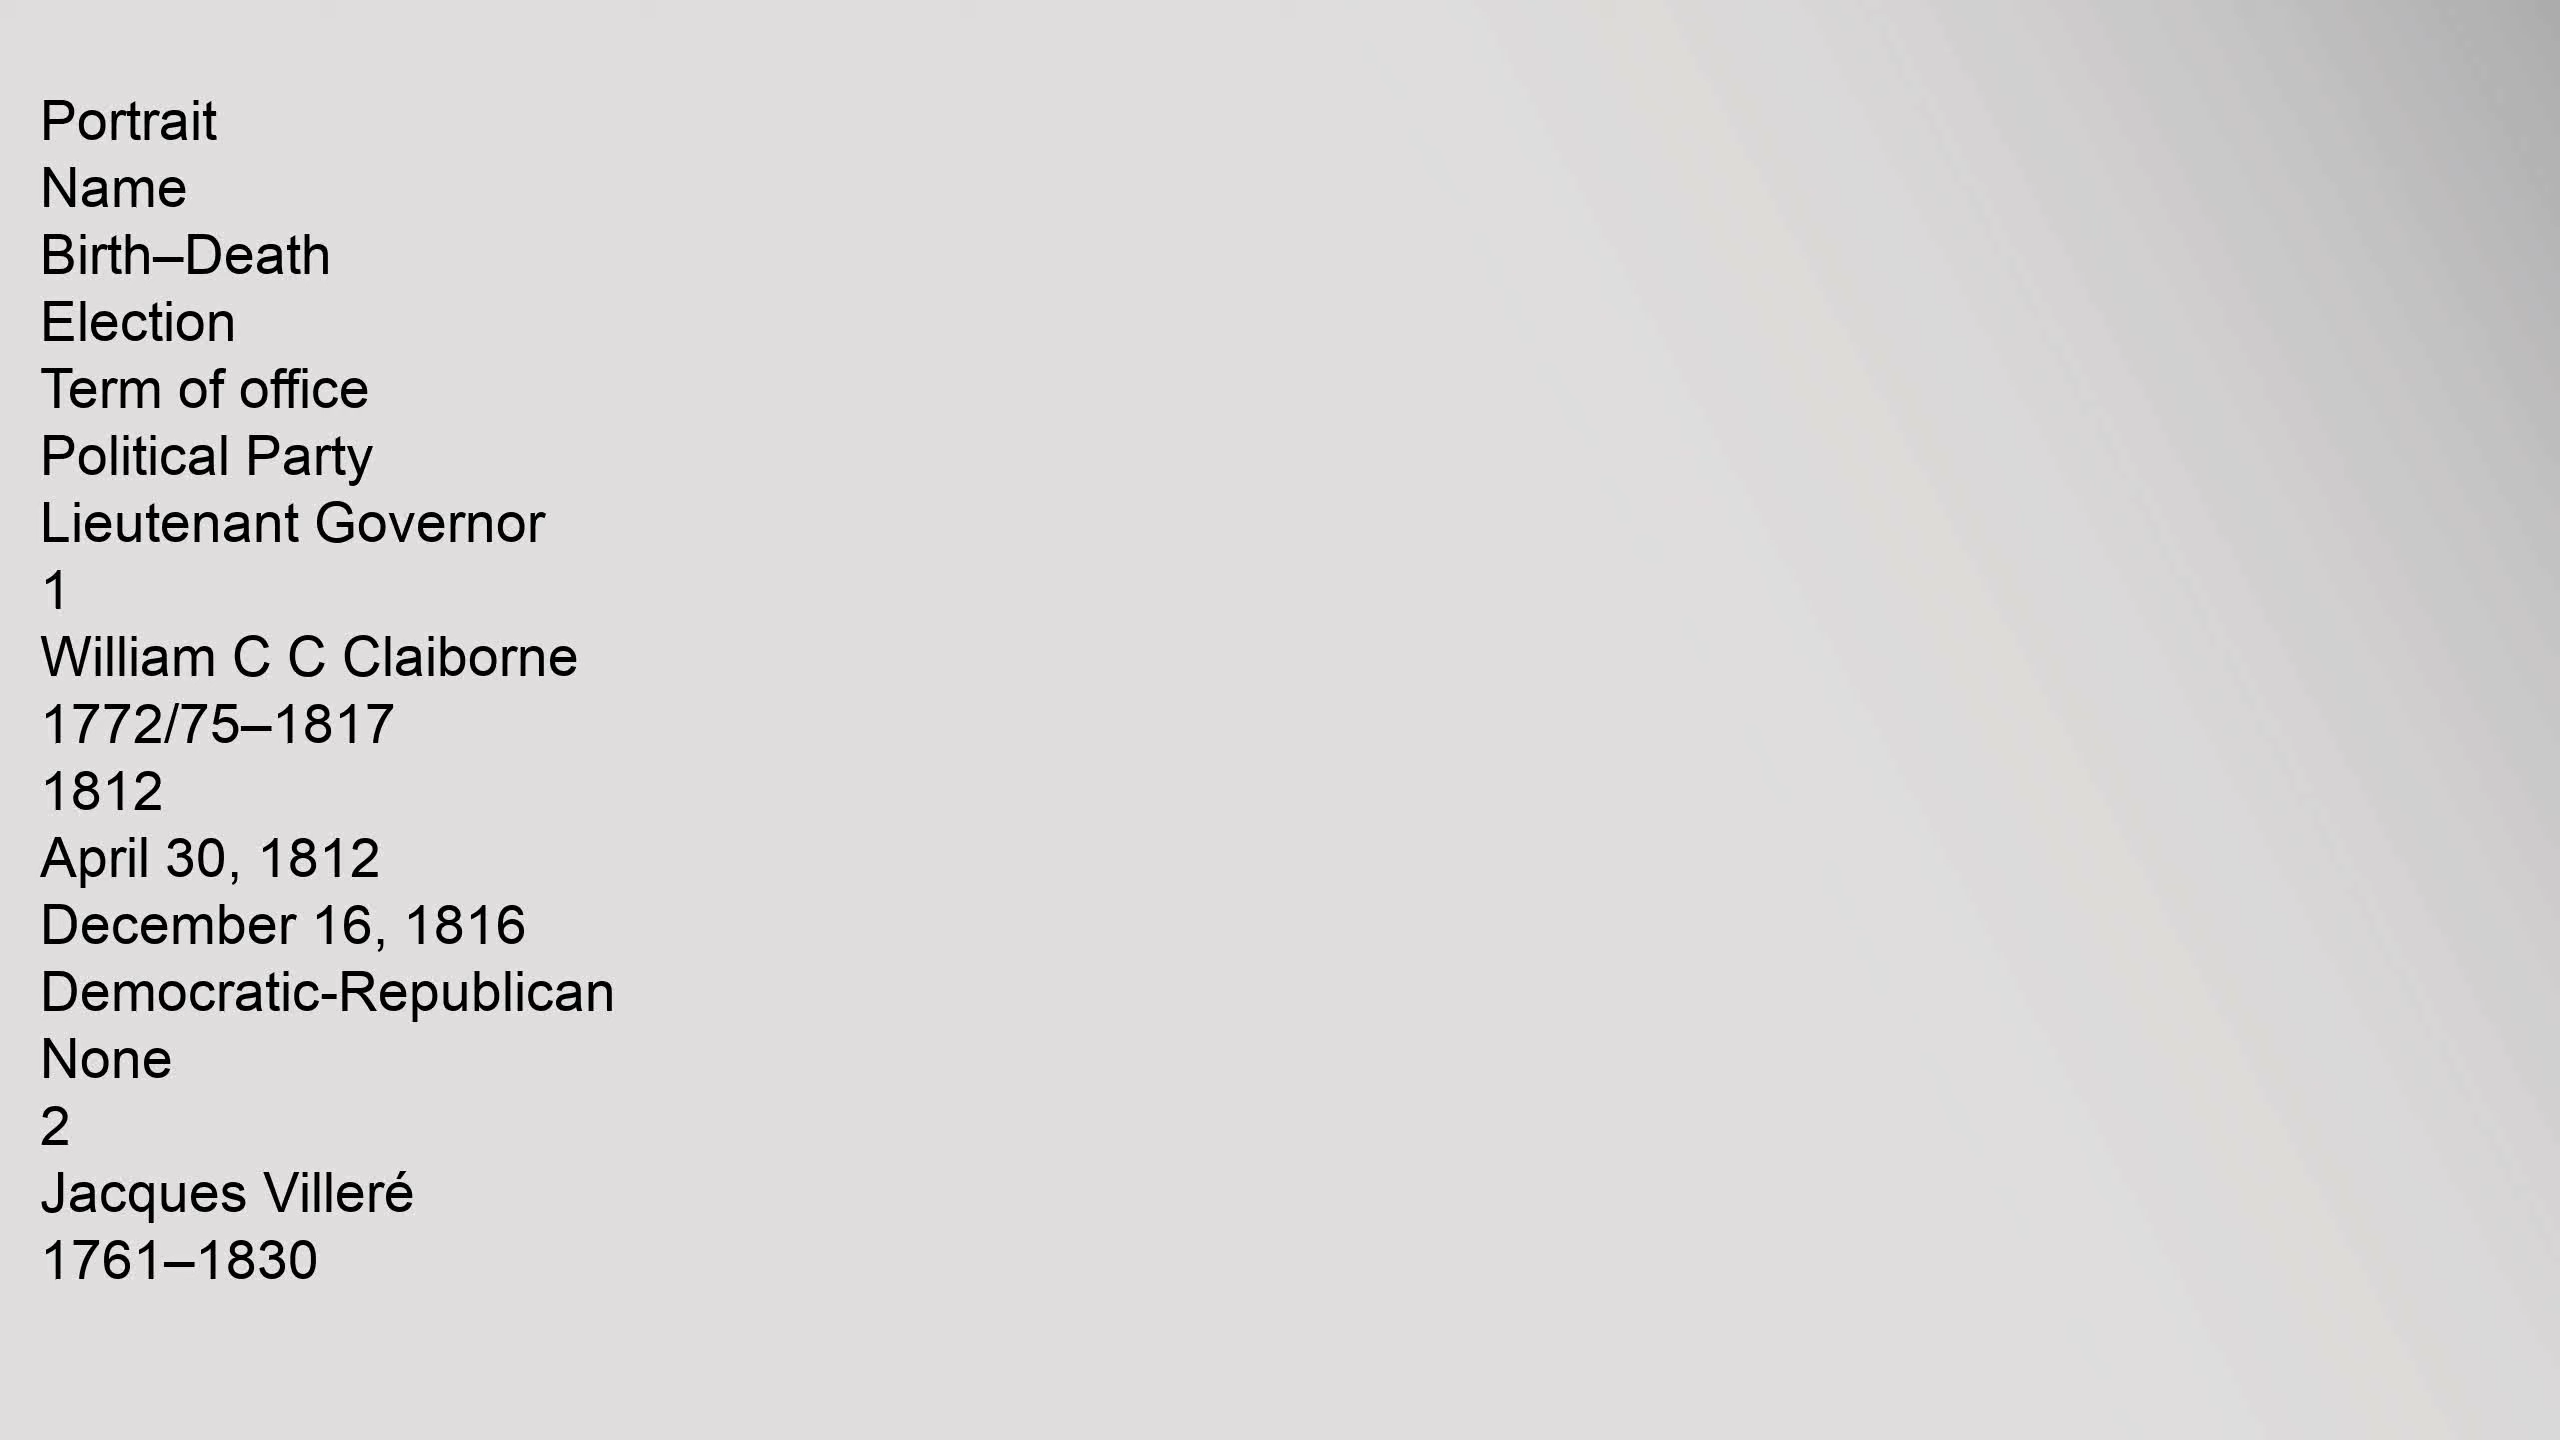 Portrait
Name
Birth–Death
Election
Term of office
Political Party
Lieutenant Governor
1
William C C Claiborne
1772/75–1817
1812
April 30, 1812
December 16, 1816
Democratic-Republican
None
2
Jacques Villeré
1761–1830